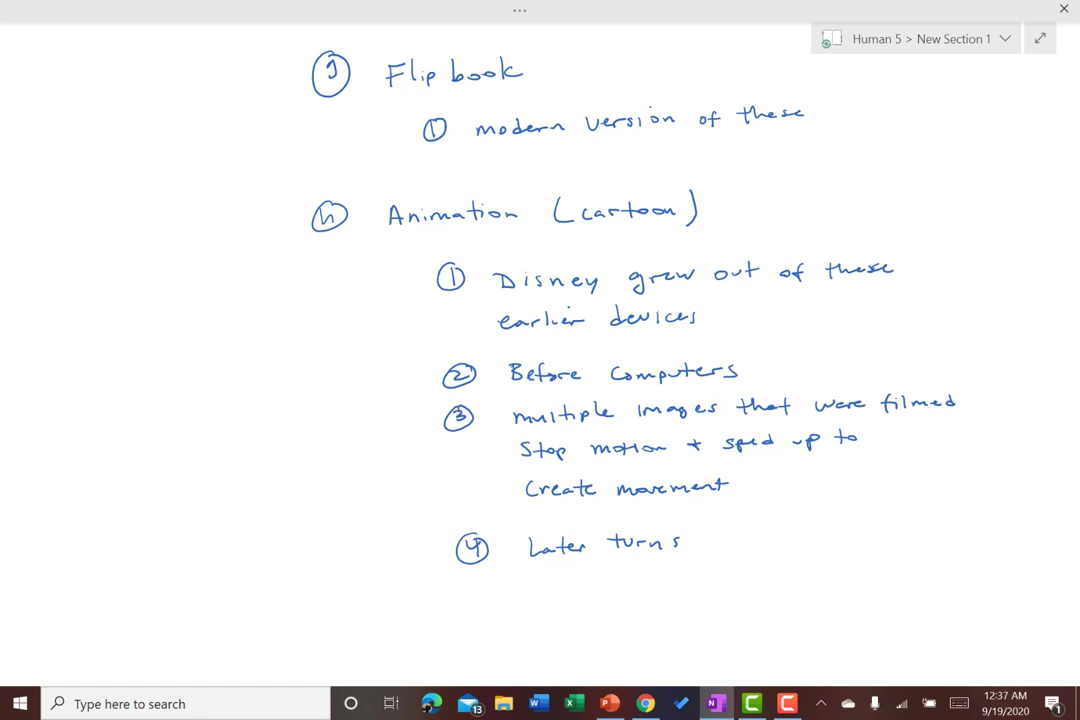 Human 5 > New Section 1
g Flip book
1 modern version of these
h Animation (cartoon)
1 Disney grew out of these
earlier devices
2 Before computers
3 multiple images that were filmed
Stop motion + sped up to
Create movement
4 Later turns
Type here to search
13
12:37 AM
9/19/2020
1